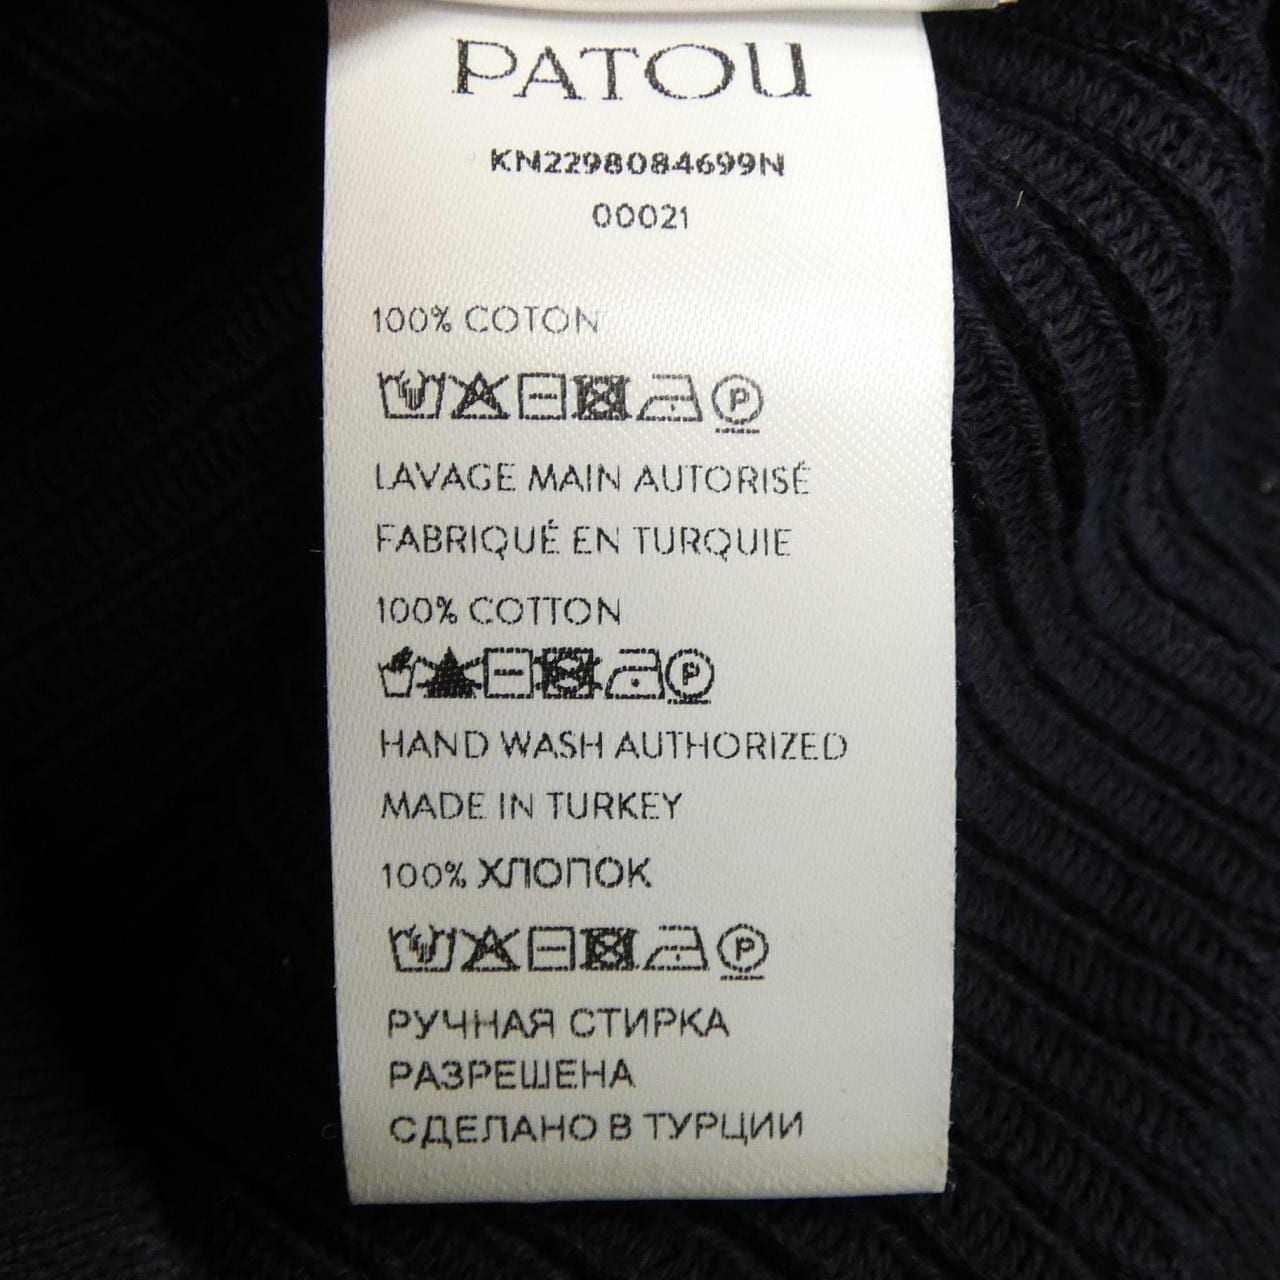 PATOU
KN2298084699N
00021
100% COTON
P
LAVAGE MAIN AUTORISÉ
FABRIQUÉ EN TURQUIE
100% COTTON
P
HAND WASH AUTHORIZED
MADE IN TURKEY
100% ХЛОПОК
P
РУЧНАЯ СТИРКА
РАЗРЕШЕНА
СДЕЛАНО В ТУРЦИИ